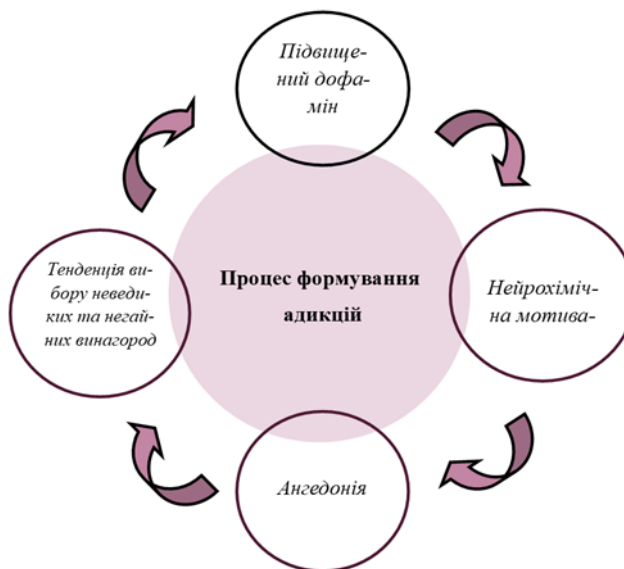 Підвище-
ний дофа-
мін
Тенденція ви-
бору неведи-
ких та негай-
них винагород
Процес формування
адикцій
Нейрохіміч-
на мотива-
Ангедонія